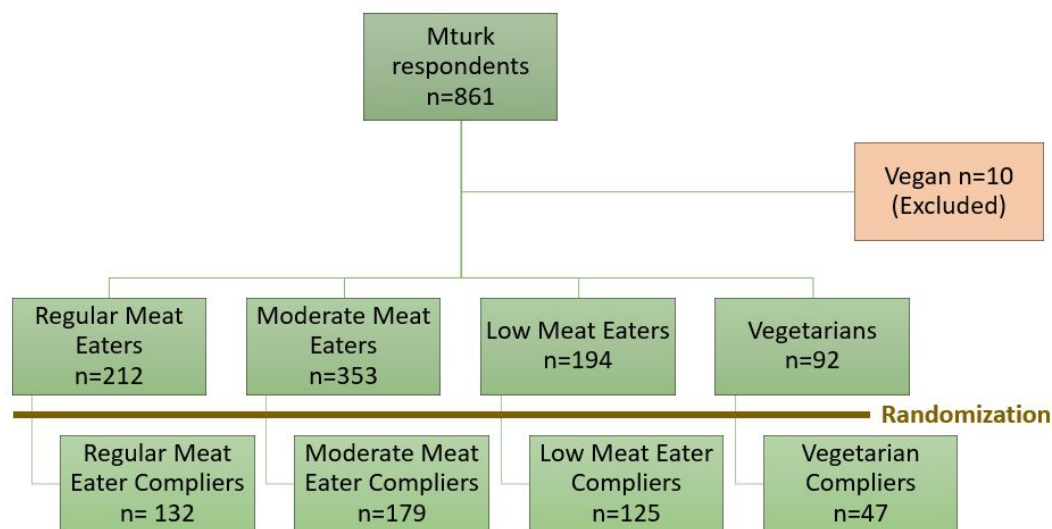 Mturk
respondents
n=861
Vegan n=10
(Excluded)
Regular Meat
Eaters
n=212
Moderate Meat
Eaters
n=353
Low Meat Eaters
n=194
Vegetarians
n=92
Randomization
Regular Meat
Eater Compliers
n= 132
Moderate Meat
Eater Compliers
n=179
Low Meat Eater
Compliers
n=125
Vegetarian
Compliers
n=47